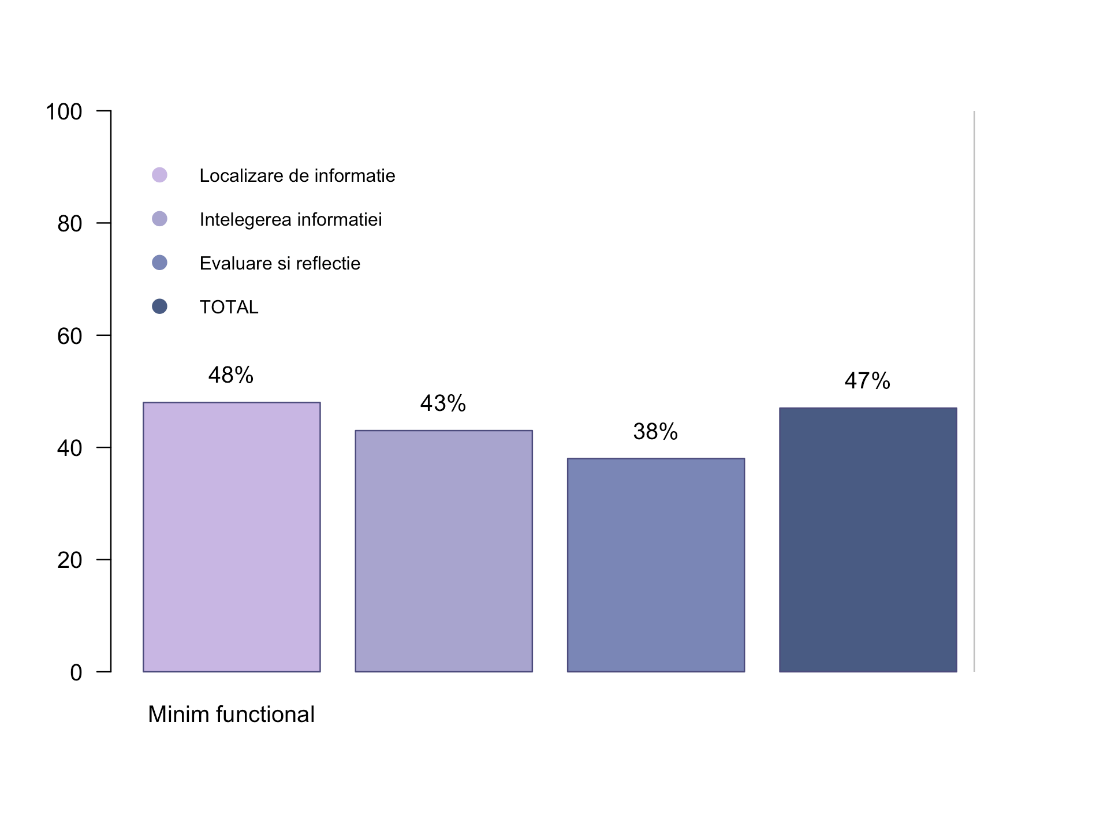 100
80
60
40
20
0
Localizare de informatie
Intelegerea informatiei
Evaluare si reflectie
TOTAL
48%
43%
38%
47%
Minim functional